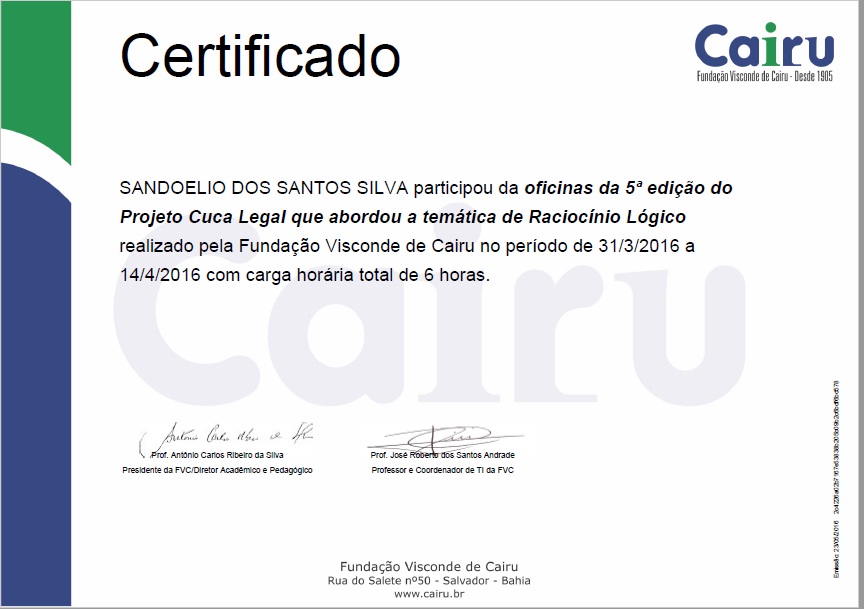 Certificado
Cairu
Fundação Visconde de Cairu - Desde 1905
SANDOELIO DOS SANTOS SILVA participou da oficinas da 5ª edição do
Projeto Cuca Legal que abordou a temática de Raciocínio Lógico
realizado pela Fundação Visconde de Cairu no período de 31/3/2016 a
14/4/2016 com carga horária total de 6 horas.
Cairu
Prof. Antônio Carlos Ribeiro da Silva
Presidente da FVC/Diretor Acadêmico e Pedagógico
Prof. José Roberto dos Santos Andrade
Professor e Coordenador de TI da FVC
Fundação Visconde de Cairu
Rua do Salete nº50 - Salvador - Bahia
www.cairu.br
Emissão: 23/05/2016